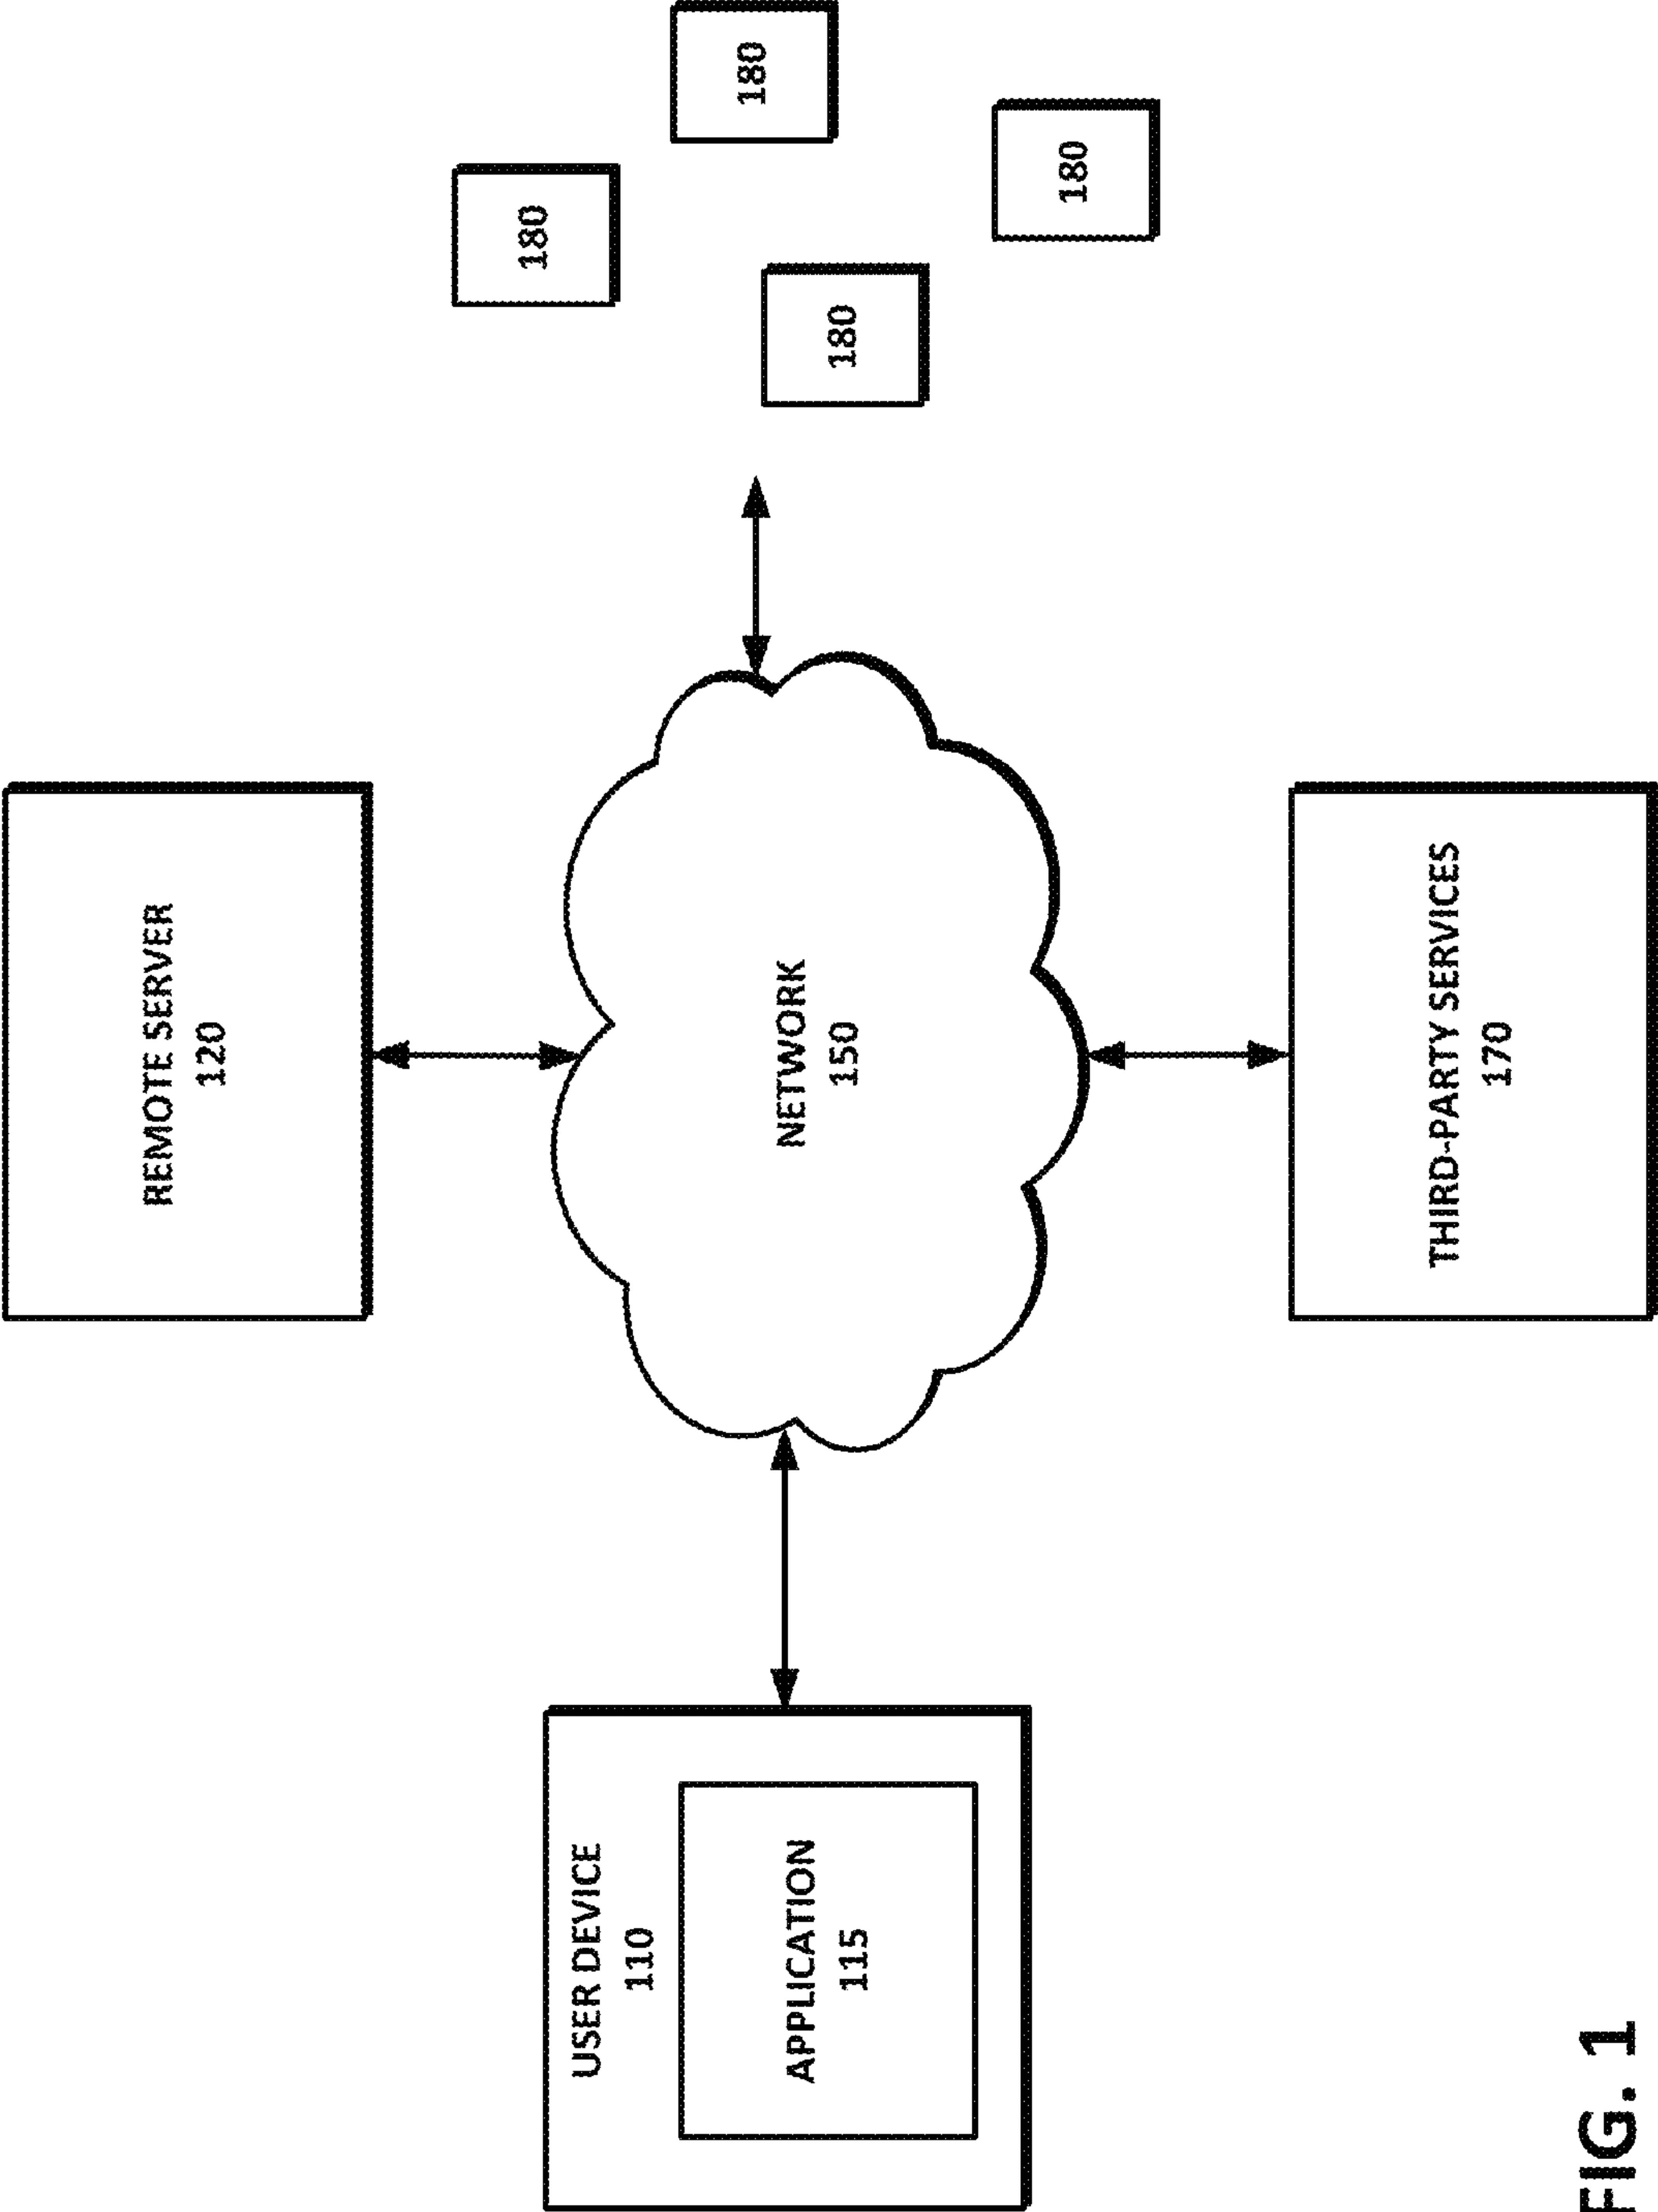 REMOTE SERVER
120
180
180
180
180
NETWORK
150
USER DEVICE
110
APPLICATION
115
THIRD-PARTY SERVICES
170
FIG. 1